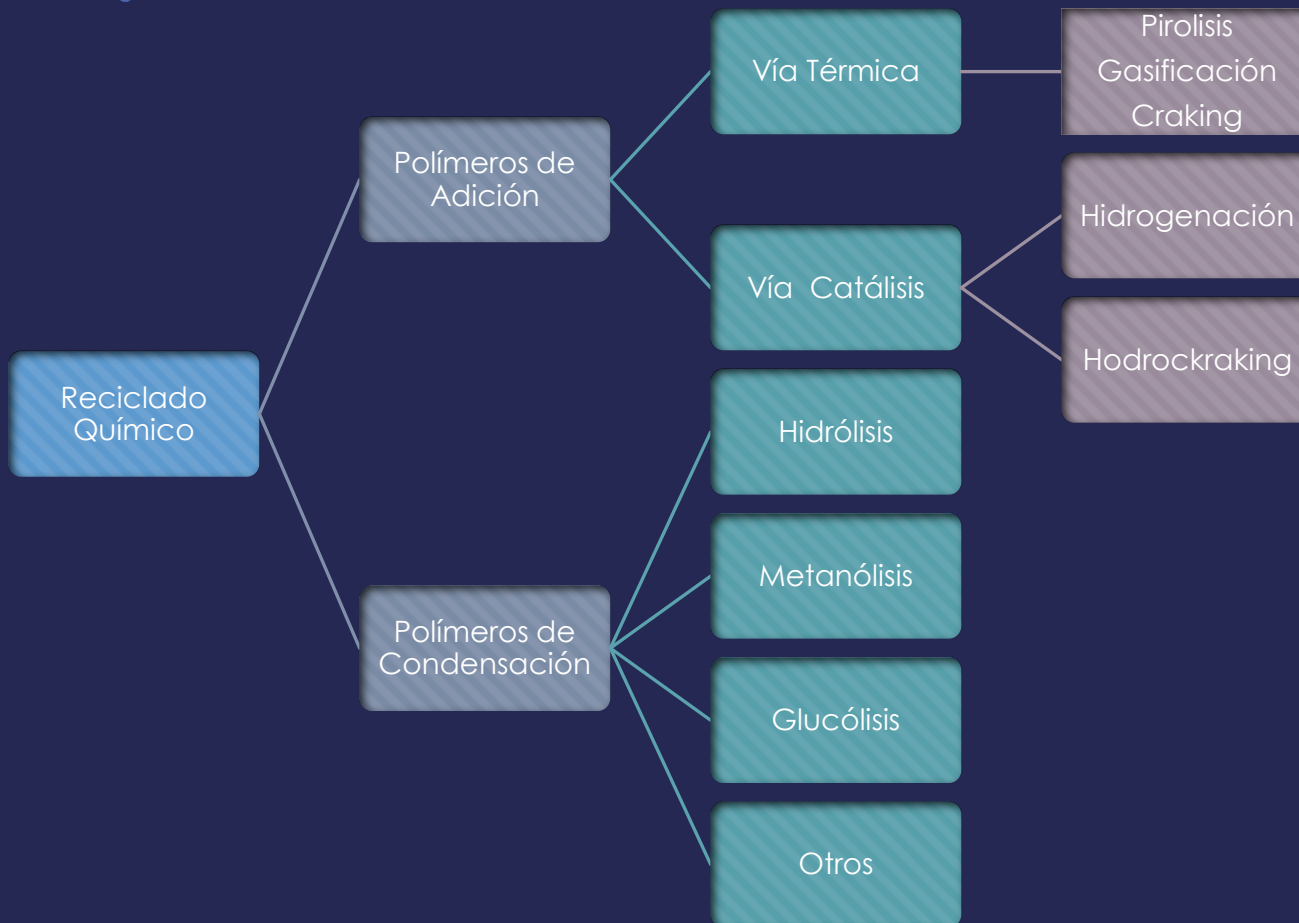 Reciclado
Químico
Polímeros de
Adición
Vía Térmica
Pirolisis
Gasificación
Craking
Vía Catálisis
Hidrogenación
Hodrockraking
Polímeros de
Condensación
Hidrólisis
Metanólisis
Glucólisis
Otros